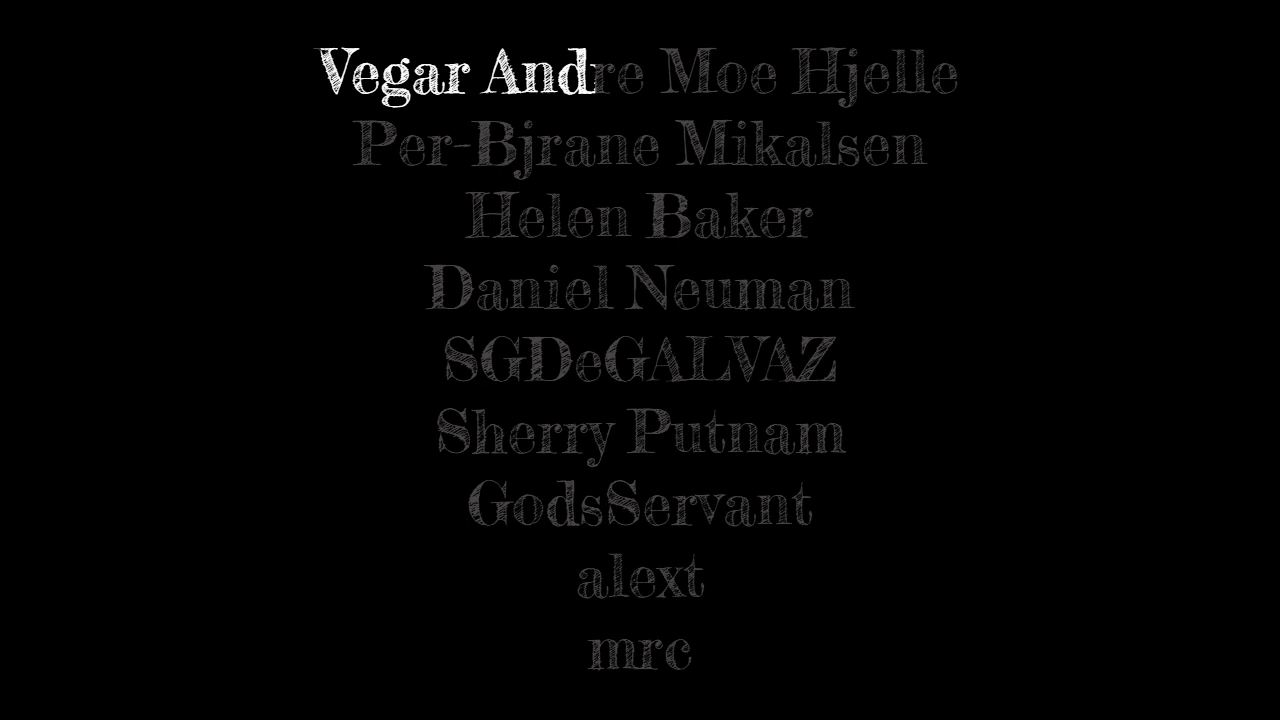 Vegar Andre Moe Hjelle
Per-Bjrane Mikalsen
Helen Baker
Daniel Neuman
SGDeGALVAZ
Sherry Putnam
GodsServant
alext
mrc